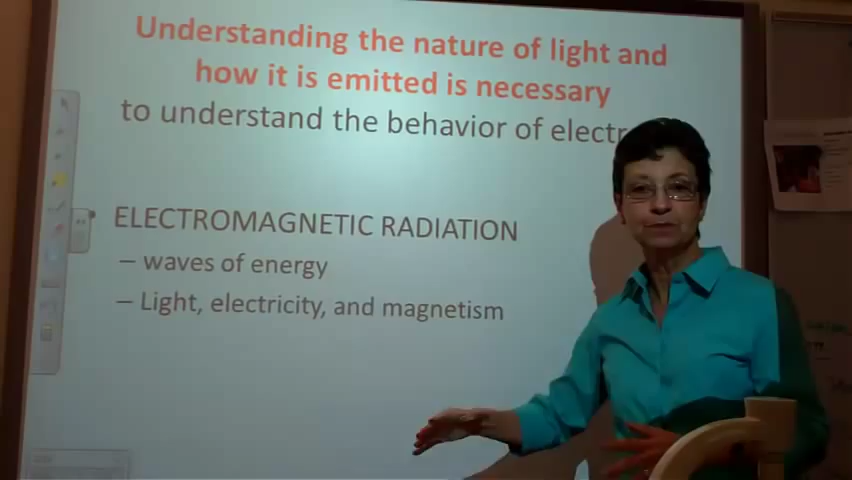 Understanding the nature of light and
how it is emitted is necessary
to understand the behavior of electr
ELECTROMAGNETIC RADIATION
– waves of energy
– Light, electricity, and magnetism